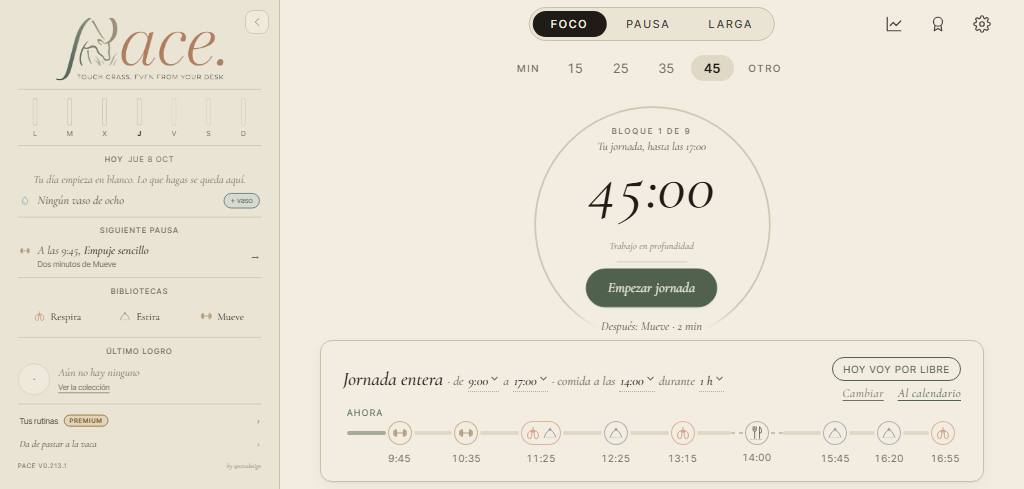 Pace.
TOUCH GRASS. EVEN FROM YOUR DESK
L M X J V S D
HOY JUE 8 OCT
Tu día empieza en blanco. Lo que hagas se queda aquí.
Ningún vaso de ocho
+ vaso
SIGUIENTE PAUSA
A las 9:45, Empuje sencillo
Dos minutos de Mueve
→
BIBLIOTECAS
Respira Estira Mueve
ÚLTIMO LOGRO
Aún no hay ninguno
Ver la colección
Tus rutinas PREMIUM ›
Da de pastar a la vaca ›
PACE V0.213.1
FOCO PAUSA LARGA
MIN 15 25 35 45 OTRO
BLOQUE 1 DE 9
Tu jornada, hasta las 17:00
45:00
Trabajo en profundidad
Empezar jornada
Después: Mueve · 2 min
Jornada entera · de 9:00 a 17:00 · comida a las 14:00 durante 1 h
HOY VOY POR LIBRE
Cambiar Al calendario
AHORA
9:45 10:35 11:25 12:25 13:15 14:00 15:45 16:20 16:55